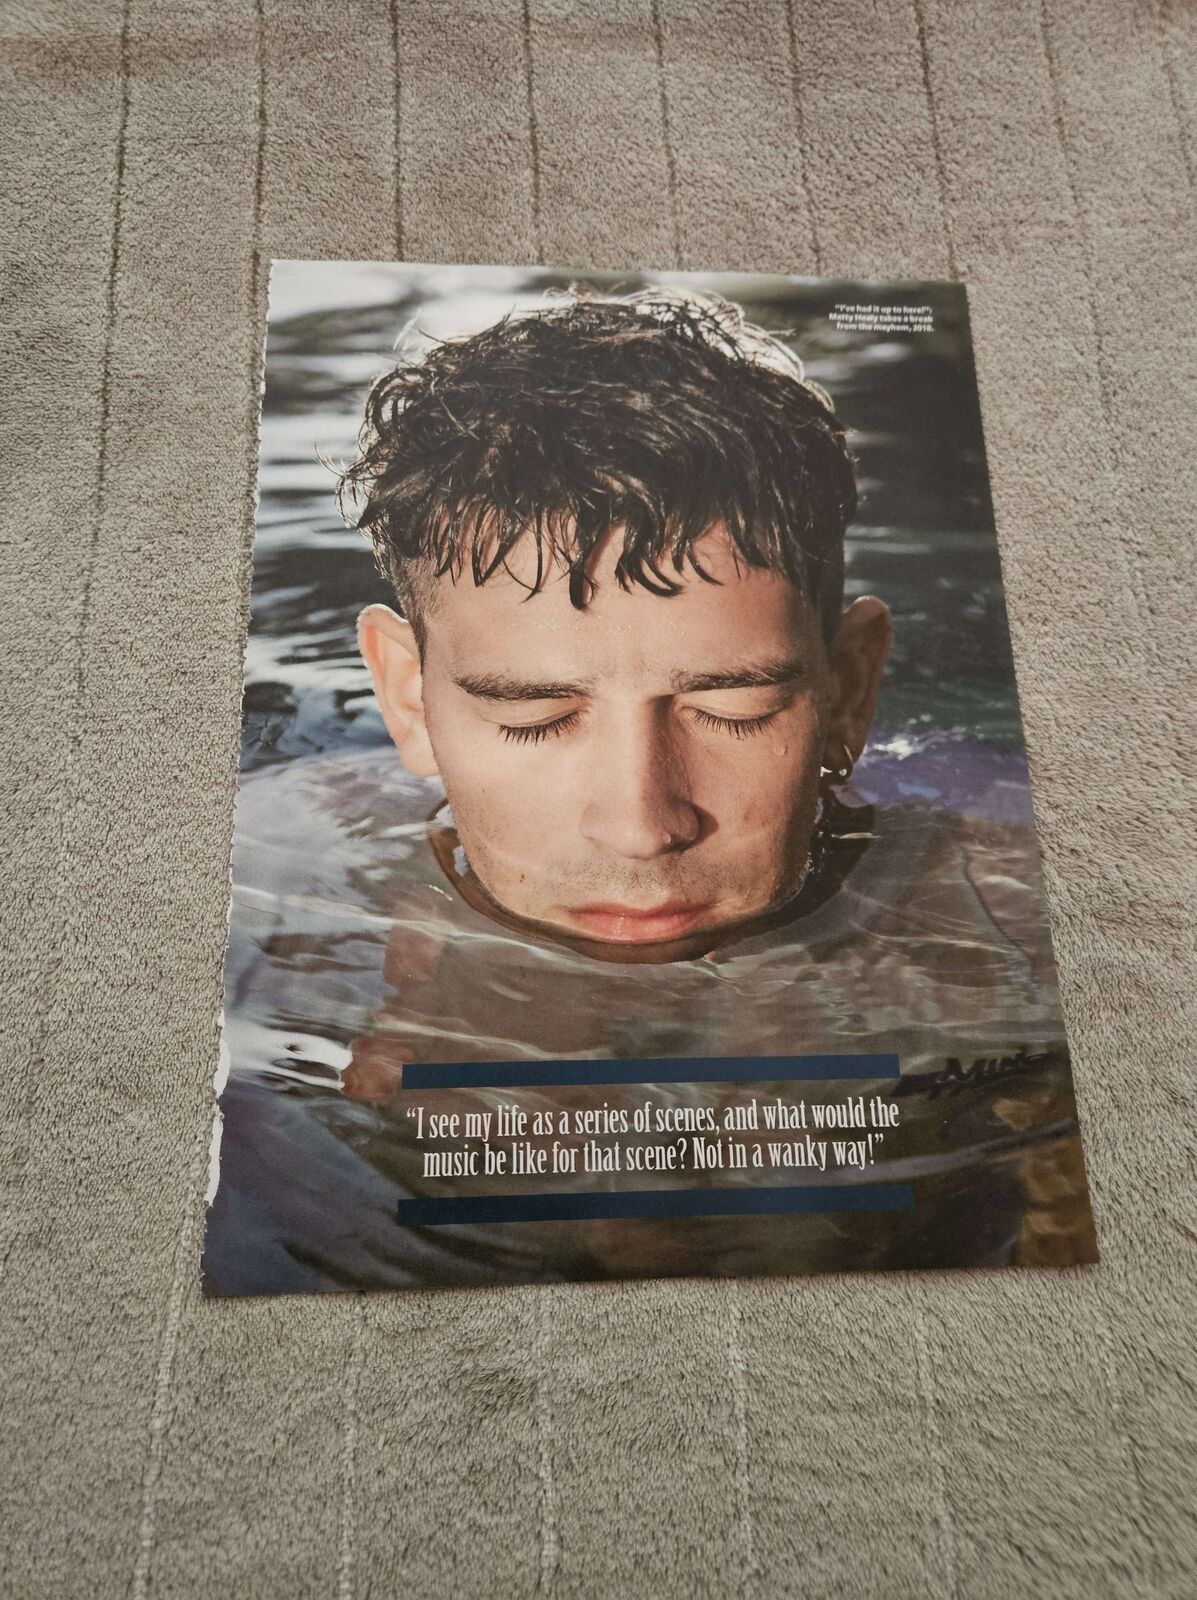 "I've had it up to here!":
Matty Healy takes a break
from the mayhem, 2018.
"I see my life as a series of scenes, and what would the
music be like for that scene? Not in a wanky way!"